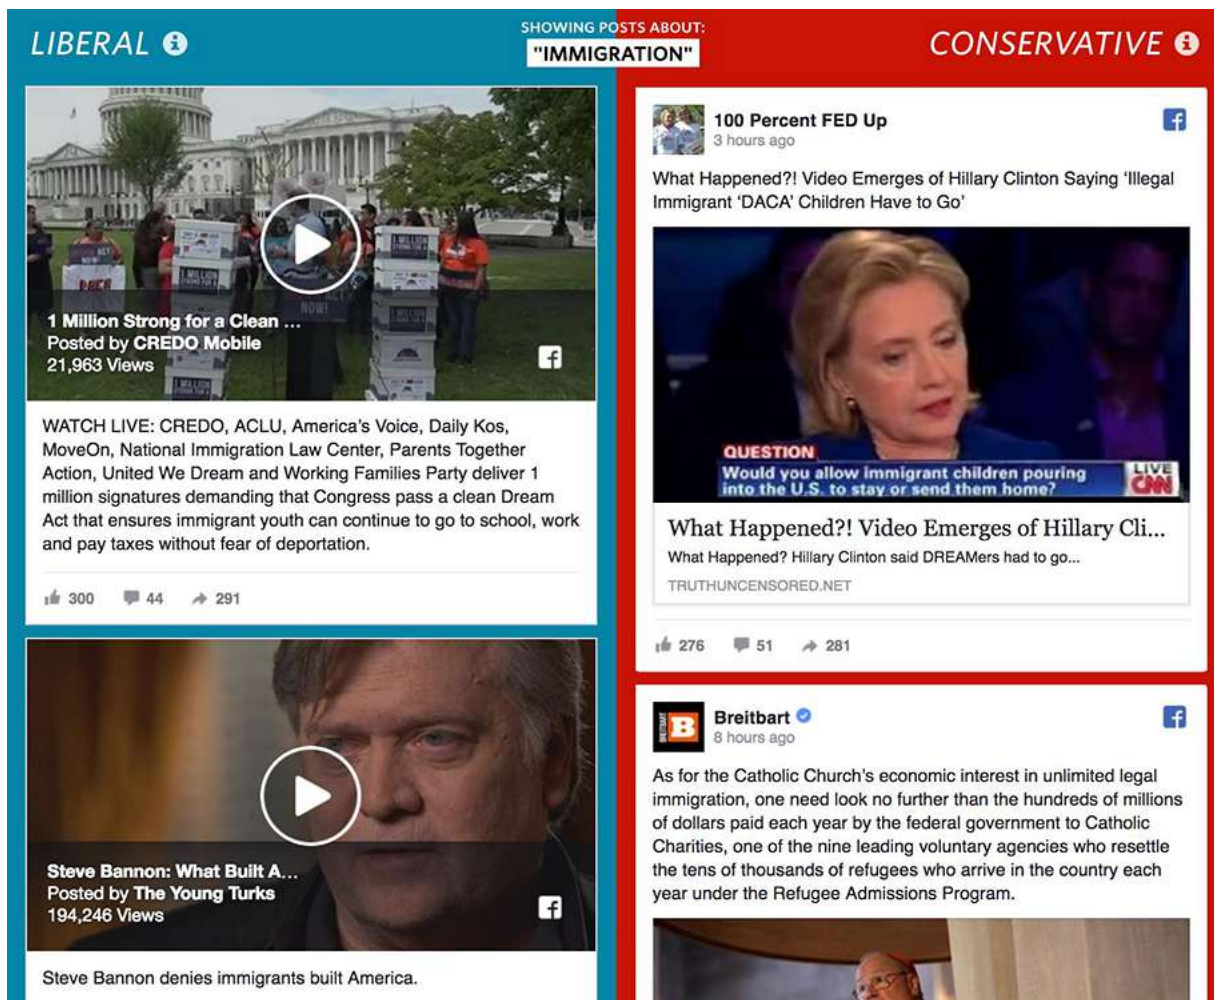 LIBERAL
SHOWING POSTS ABOUT:
"IMMIGRATION"
CONSERVATIVE
1 MILLION
1 MILLION
NOW!
1 Million Strong for a Clean ...
Posted by CREDO Mobile
21,963 Views
WATCH LIVE: CREDO, ACLU, America's Voice, Daily Kos,
MoveOn, National Immigration Law Center, Parents Together
Action, United We Dream and Working Families Party deliver 1
million signatures demanding that Congress pass a clean Dream
Act that ensures immigrant youth can continue to go to school, work
and pay taxes without fear of deportation.
300 44 291
Steve Bannon: What Built A...
Posted by The Young Turks
194,246 Views
Steve Bannon denies immigrants built America.
100 Percent FED Up
3 hours ago
What Happened?! Video Emerges of Hillary Clinton Saying 'Illegal
Immigrant 'DACA' Children Have to Go'
QUESTION
Would you allow immigrant children pouring
into the U.S. to stay or send them home?
LIVE
CNN
What Happened?! Video Emerges of Hillary Cli...
What Happened? Hillary Clinton said DREAMers had to go...
TRUTHUNCENSORED.NET
276 51 281
BREITBART
B
Breitbart
8 hours ago
As for the Catholic Church's economic interest in unlimited legal
immigration, one need look no further than the hundreds of millions
of dollars paid each year by the federal government to Catholic
Charities, one of the nine leading voluntary agencies who resettle
the tens of thousands of refugees who arrive in the country each
year under the Refugee Admissions Program.